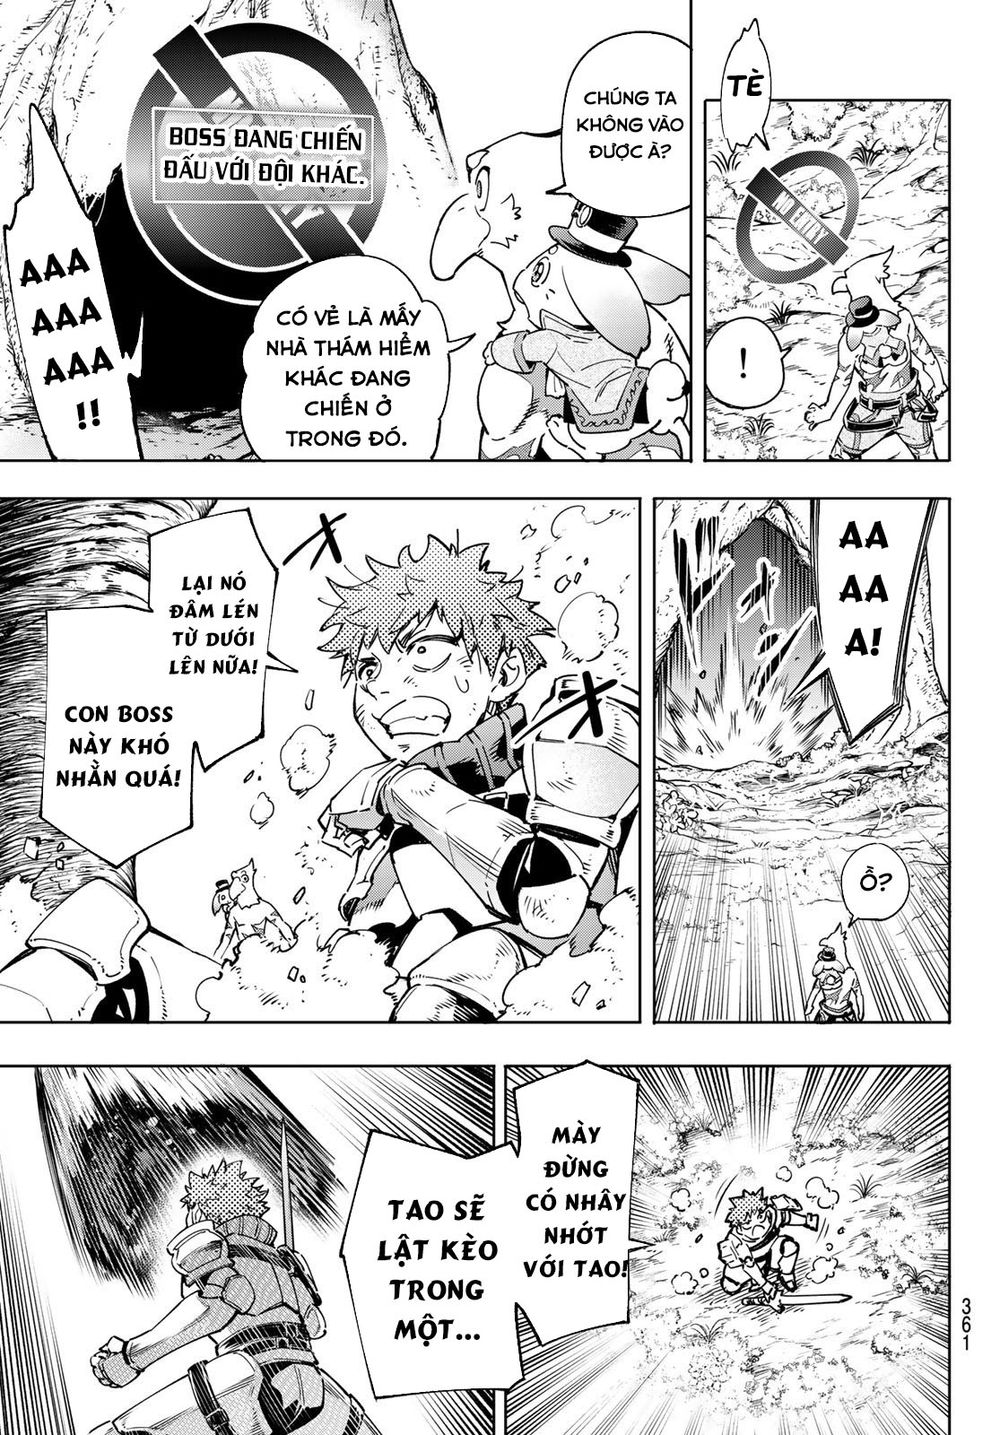 TÈ
NO ENTRY
!
CHÚNG TA
KHÔNG VÀO
ĐƯỢC À?
BOSS ĐANG CHIẾN
ĐẤU VỚI ĐỘI KHÁC.
CÓ VẺ LÀ MẤY
NHÀ THÁM HIỂM
KHÁC ĐANG
CHIẾN Ở
TRONG ĐÓ.
AAA
AAA
AAA
!!
AA
AA
A!
Ồ?
LẠI NÓ
ĐÂM LÉN
TỪ DƯỚI
LÊN NỮA!
CON BOSS
NÀY KHÓ
NHẰN QUÁ!
MÀY
ĐỪNG
CÓ NHÂY
NHỚT
VỚI TAO!
TAO SẼ
LẬT KÈO
TRONG
MỘT...
361